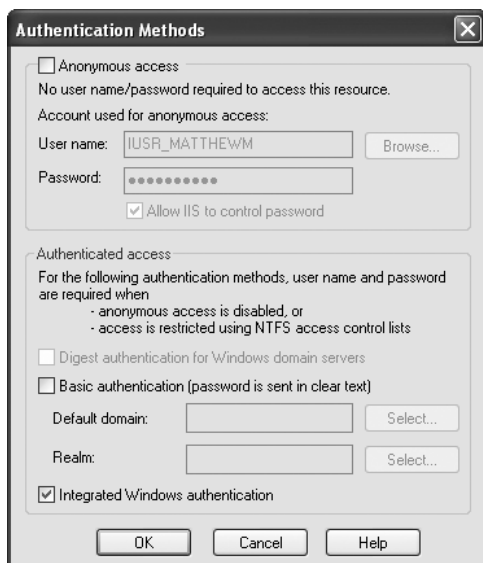 Authentication Methods
Anonymous access
No user name/password required to access this resource.
Account used for anonymous access:
User name: IUSR_MATTHEWM Browse...
Password: ●●●●●●●●●●
Allow IIS to control password
Authenticated access
For the following authentication methods, user name and password
are required when
- anonymous access is disabled, or
- access is restricted using NTFS access control lists
Digest authentication for Windows domain servers
Basic authentication (password is sent in clear text)
Default domain: Select...
Realm: Select...
Integrated Windows authentication
OK Cancel Help